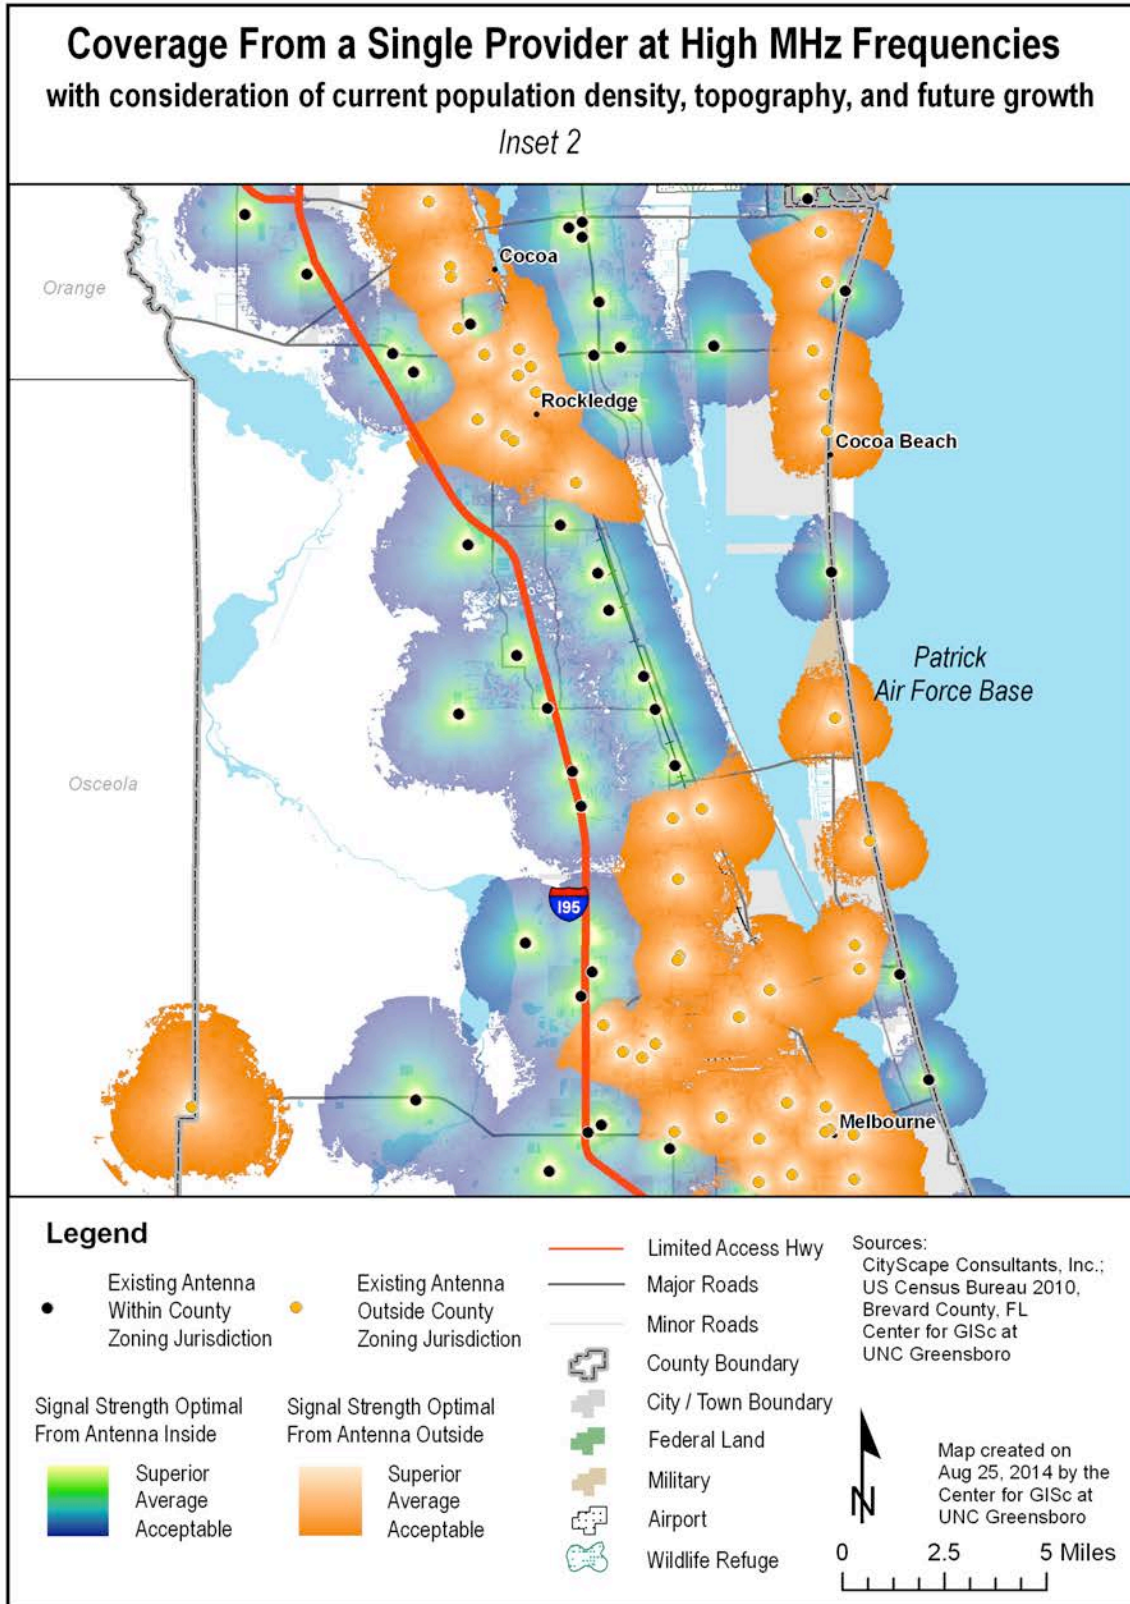 Coverage From a Single Provider at High MHz Frequencies
with consideration of current population density, topography, and future growth
Inset 2
Cocoa
Orange
Rockledge
Cocoa Beach
Patrick
Air Force Base
Osceola
I95
Melbourne
Legend
Existing Antenna
Within County
Zoning Jurisdiction
Existing Antenna
Outside County
Zoning Jurisdiction
Signal Strength Optimal
From Antenna Inside
Superior
Average
Acceptable
Signal Strength Optimal
From Antenna Outside
Superior
Average
Acceptable
Limited Access Hwy
Major Roads
Minor Roads
County Boundary
City / Town Boundary
Federal Land
Military
Airport
Wildlife Refuge
Sources:
CityScape Consultants, Inc.;
US Census Bureau 2010,
Brevard County, FL
Center for GISc at
UNC Greensboro
N
Map created on
Aug 25, 2014 by the
Center for GISc at
UNC Greensboro
0 2.5 5 Miles